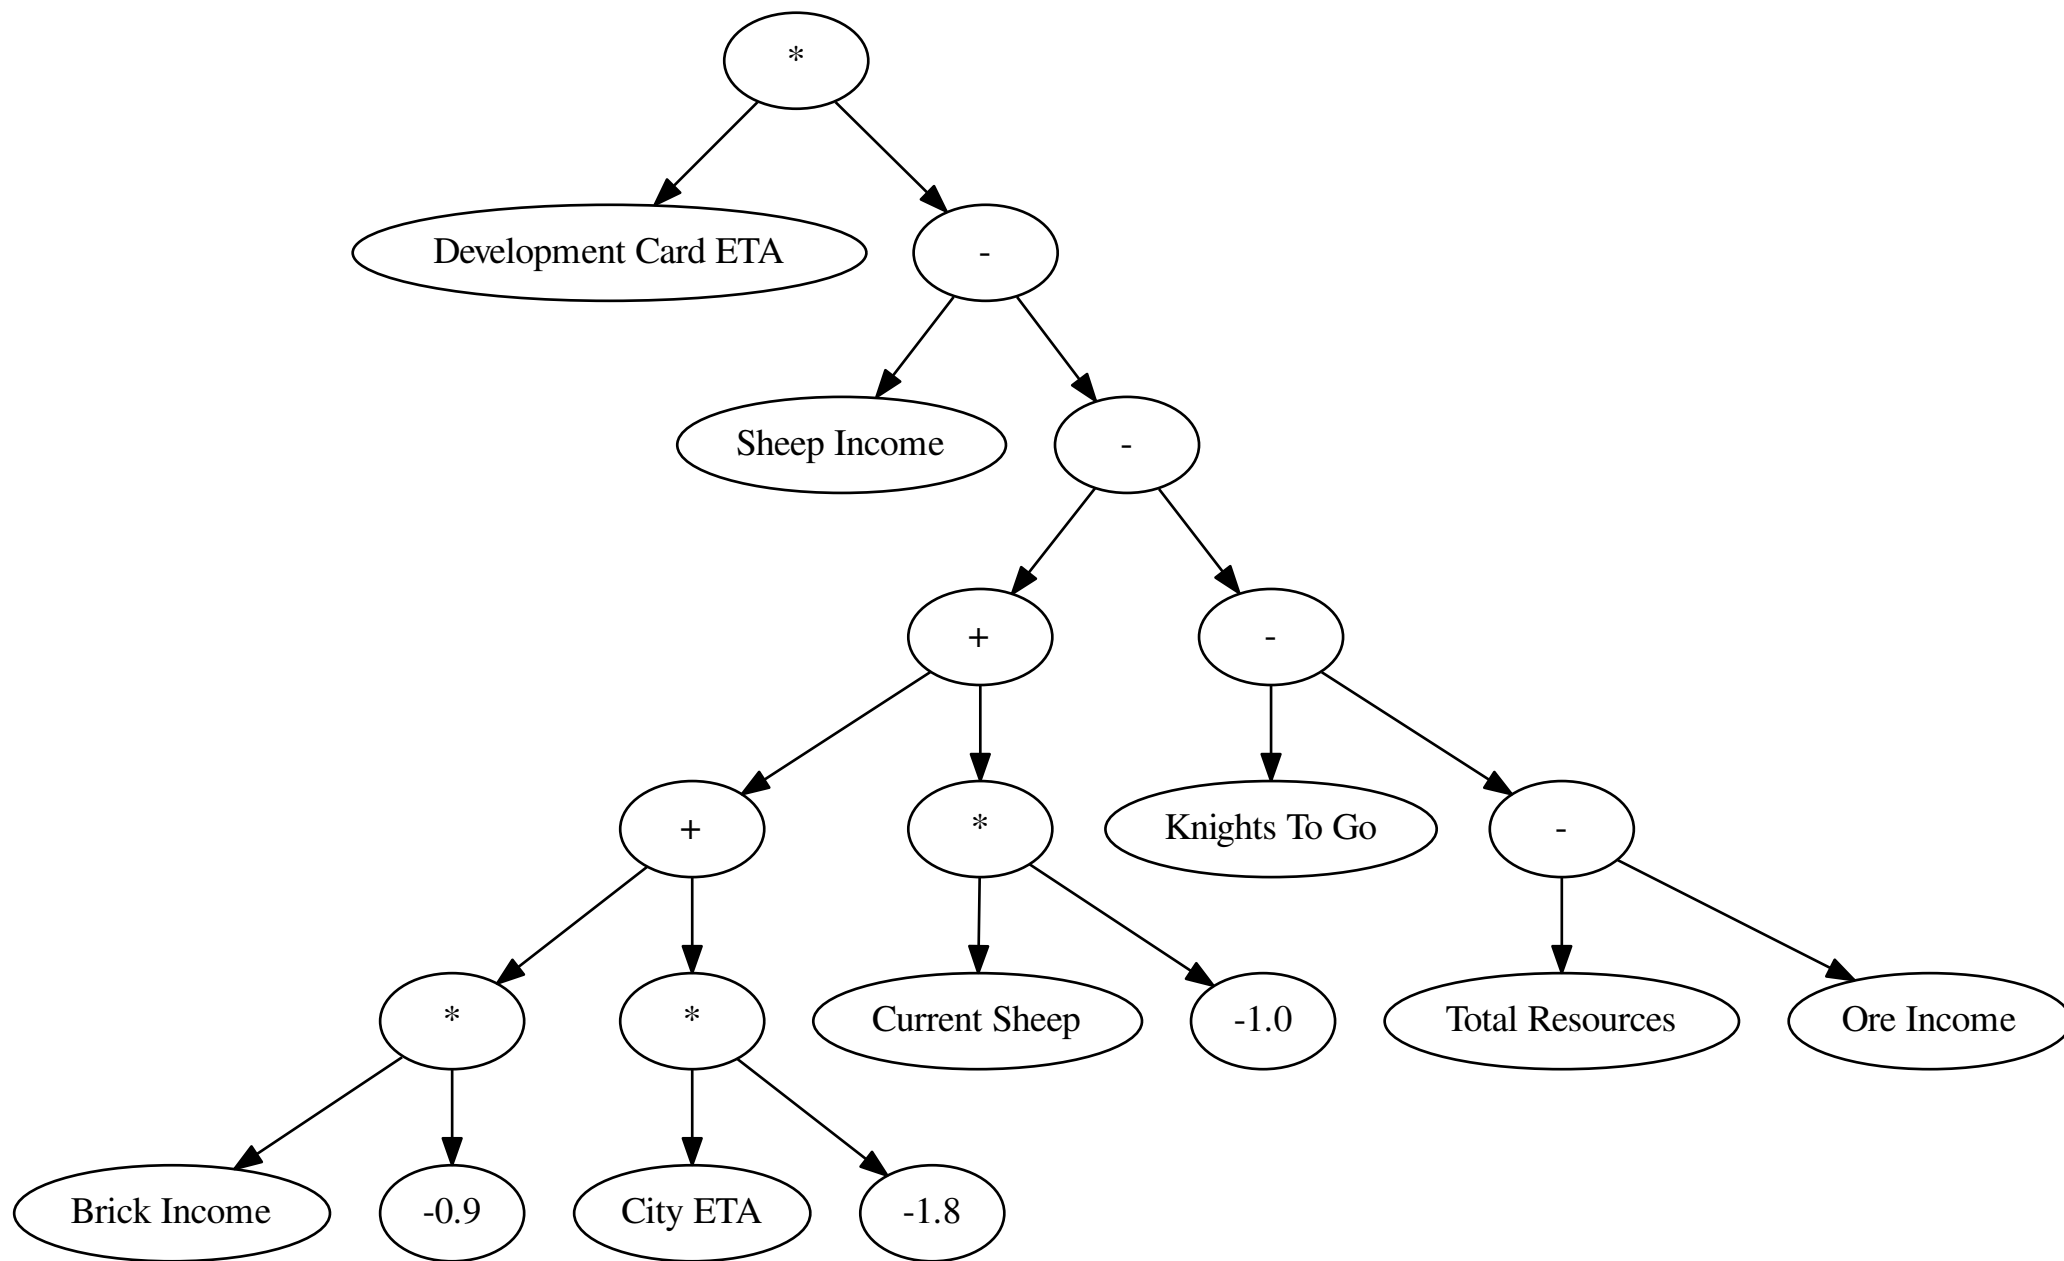 *
Development Card ETA
-
Sheep Income
-
+
-
+
*
Knights To Go
-
*
*
Current Sheep
-1.0
Total Resources
Ore Income
Brick Income
-0.9
City ETA
-1.8